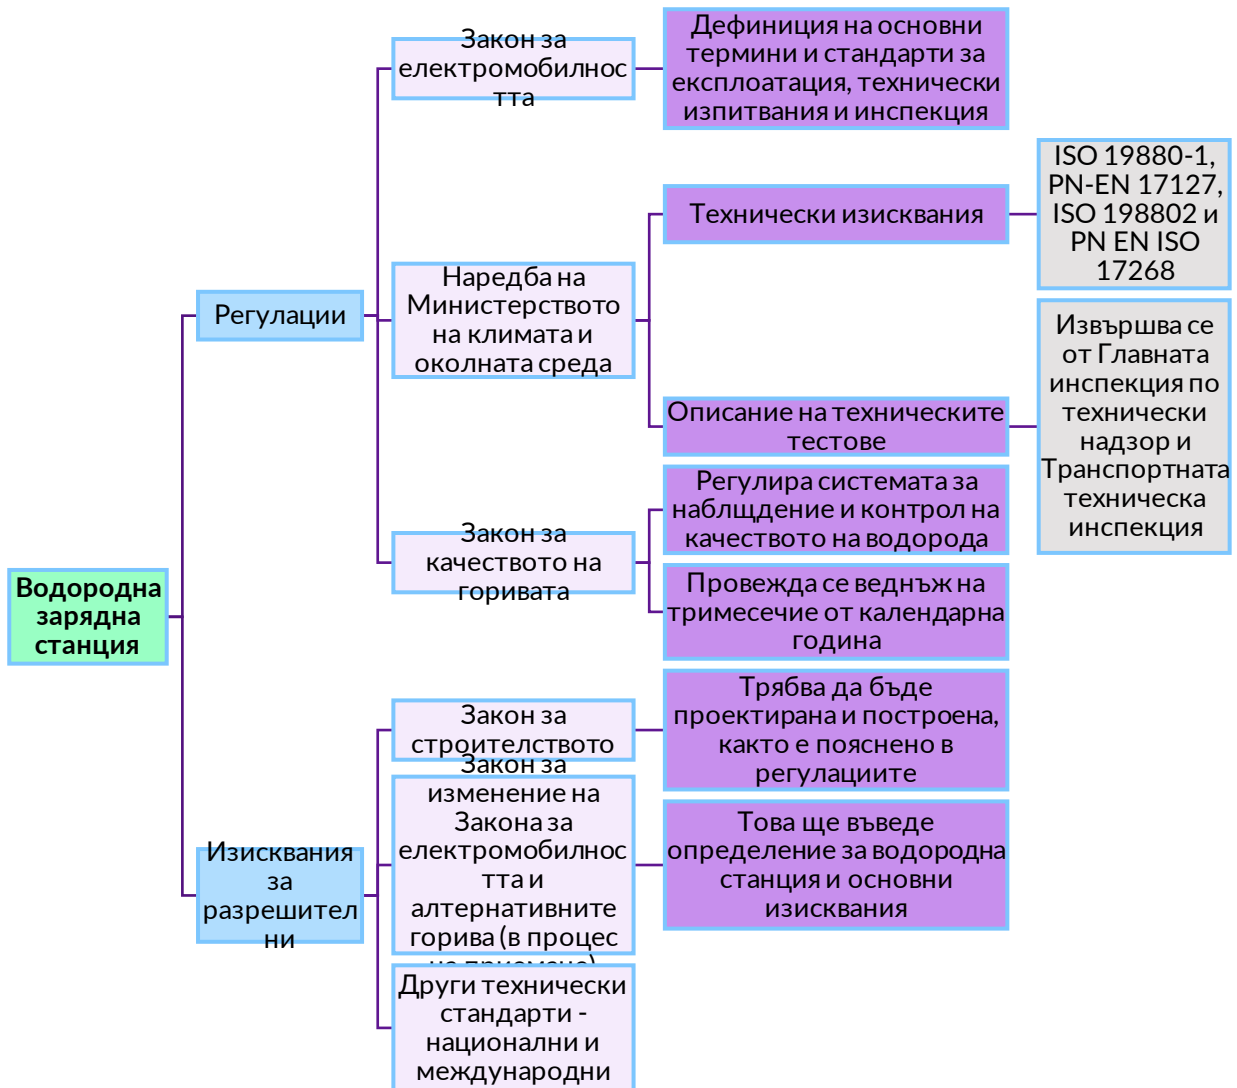 Водородна
зарядна
станция
Регулации
Закон за
електромобилнос
тта
Дефиниция на основни
термини и стандарти за
експлоатация, технически
изпитвания и инспекция
Наредба на
Министерството
на климата и
околната среда
Технически изисквания
ISO 19880-1,
PN-EN 17127,
ISO 198802 и
PN EN ISO
17268
Описание на техническите
тестове
Извършва се
от Главната
инспекция по
технически
надзор и
Транспортната
техническа
инспекция
Закон за
качеството на
горивата
Регулира системата за
наблщдение и контрол на
качеството на водорода
Провежда се веднъж на
тримесечие от календарна
година
Изисквания
за
разрешител
ни
Закон за
строителството
Трябва да бъде
проектирана и построена,
както е пояснено в
регулациите
Закон за
изменение на
Закона за
електромобилнос
тта и
алтернативните
горива (в процес
на приемане)
Това ще въведе
определение за водородна
станция и основни
изисквания
Други технически
стандарти -
национални и
международни